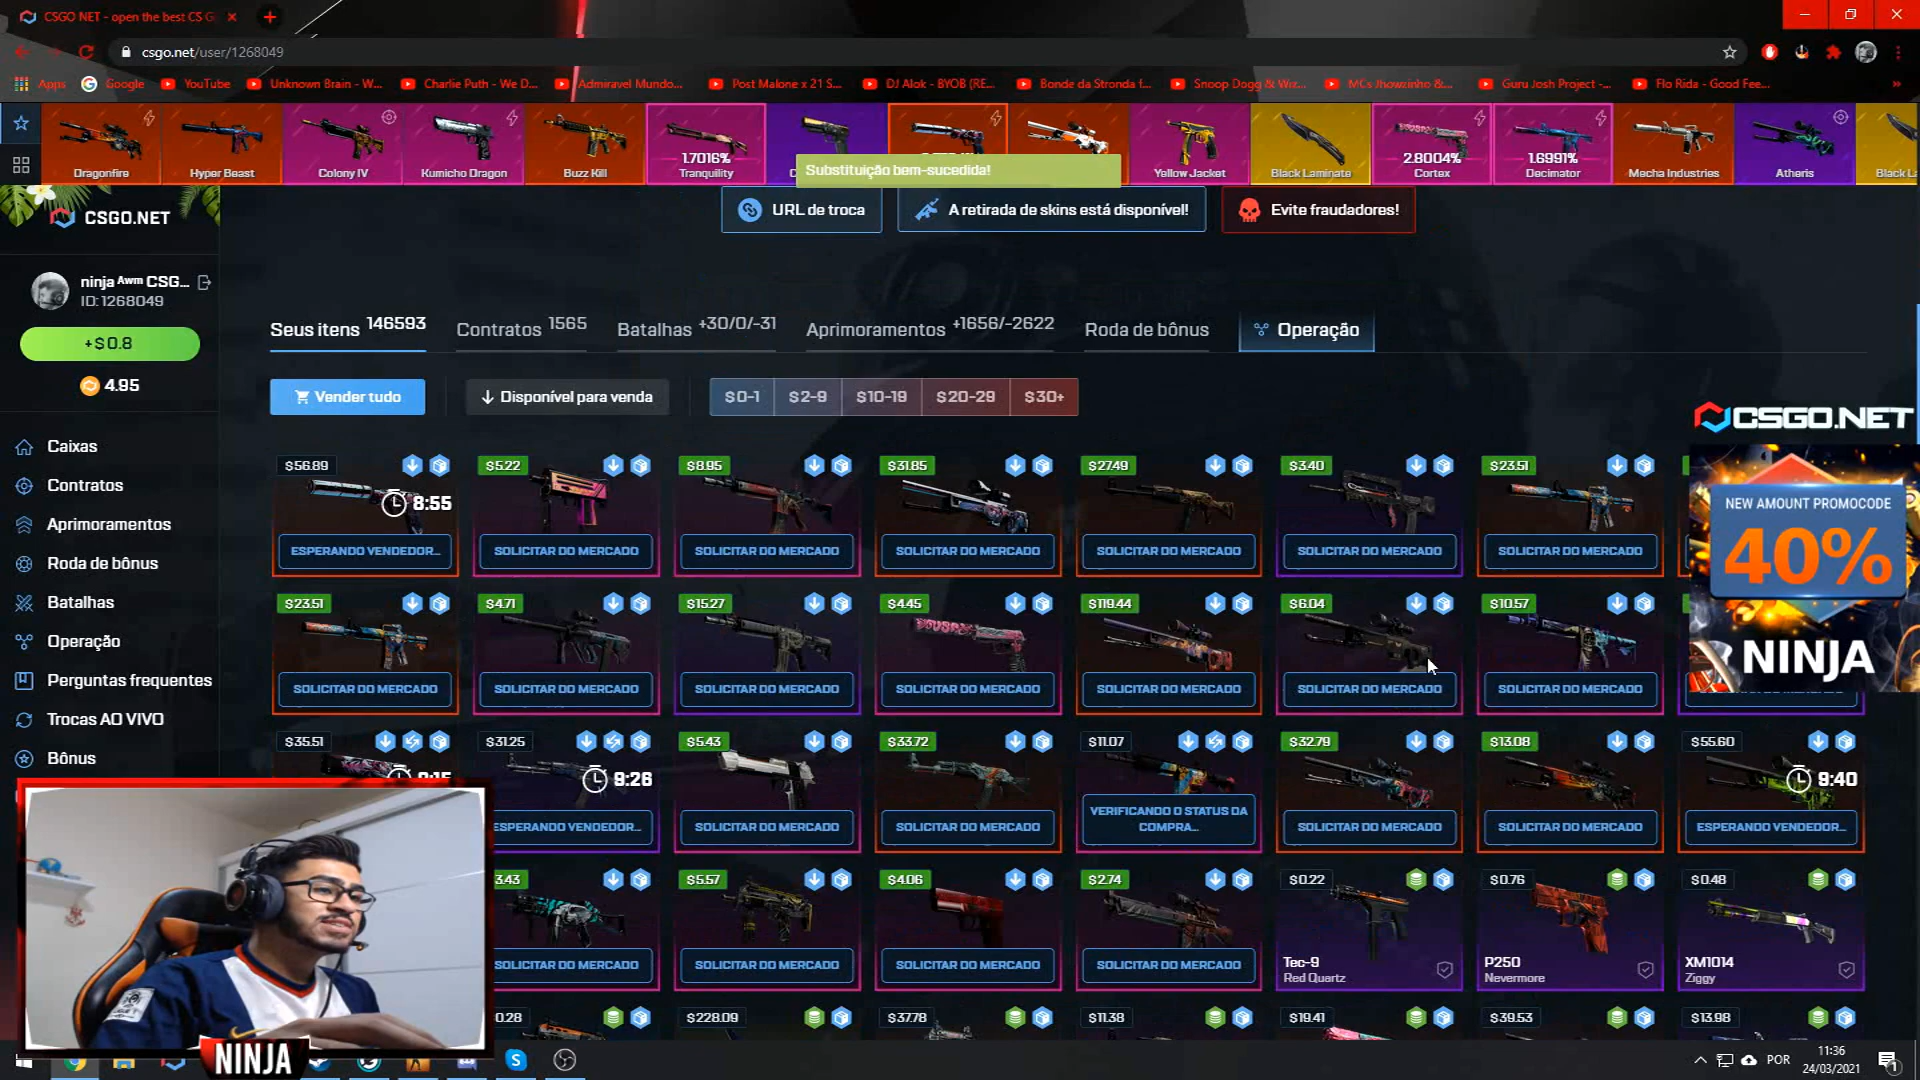 CSGO.NET - open the best CS G
csgo.net/user/1268049
Apps
Google
YouTube
Unknown Brain - W...
Charlie Puth - We D...
Admiravel Mundo...
Post Malone x 21 S...
DJ Alok - BYOB (RE...
Bonde da Stronda f...
Snoop Dogg & Wiz...
MCs Jhowzinho &...
Guru Josh Project -...
Flo Rida - Good Fee...
»
Dragonfire
Hyper Beast
Colony IV
Kumicho Dragon
Buzz Kill
1.7016%
Tranquility
Yellow Jacket
Black Laminate
2.8004%
Cortex
1.6991%
Decimator
Mecha Industries
Atheris
Black L
Substituição bem-sucedida!
CSGO.NET
URL de troca
A retirada de skins está disponível!
Evite fraudadores!
ninja Awm CSG...
ID: 1268049
+$0.8
4.95
Seus itens 146593
Contratos 1565
Batalhas +30/0/-31
Aprimoramentos +1656/-2622
Roda de bônus
Operação
Vender tudo
Disponível para venda
$0-1
$2-9
$10-19
$20-29
$30+
Caixas
Contratos
Aprimoramentos
Roda de bônus
Batalhas
Operação
Perguntas frequentes
Trocas AO VIVO
Bônus
CSGO.NET
NEW AMOUNT PROMOCODE
40%
NINJA
$56.89
8:55
ESPERANDO VENDEDOR...
$5.22
SOLICITAR DO MERCADO
$8.95
SOLICITAR DO MERCADO
$31.85
SOLICITAR DO MERCADO
$27.49
SOLICITAR DO MERCADO
$3.40
SOLICITAR DO MERCADO
$23.51
SOLICITAR DO MERCADO
$23.51
SOLICITAR DO MERCADO
$4.71
SOLICITAR DO MERCADO
$15.27
SOLICITAR DO MERCADO
$4.45
SOLICITAR DO MERCADO
$119.44
SOLICITAR DO MERCADO
$6.04
SOLICITAR DO MERCADO
$10.57
SOLICITAR DO MERCADO
$35.51
$31.25
9:26
ESPERANDO VENDEDOR...
$5.43
SOLICITAR DO MERCADO
$33.72
SOLICITAR DO MERCADO
$11.07
VERIFICANDO O STATUS DA
COMPRA...
$32.79
SOLICITAR DO MERCADO
$13.08
SOLICITAR DO MERCADO
$55.60
9:40
ESPERANDO VENDEDOR...
3.43
SOLICITAR DO MERCADO
$5.57
SOLICITAR DO MERCADO
$4.06
SOLICITAR DO MERCADO
$2.74
SOLICITAR DO MERCADO
$0.22
Tec-9
Red Quartz
$0.76
P250
Nevermore
$0.48
XM1014
Ziggy
0.28
$228.09
$37.78
$11.38
$19.41
$39.53
$13.98
NINJA
POR
11:36
24/03/2021